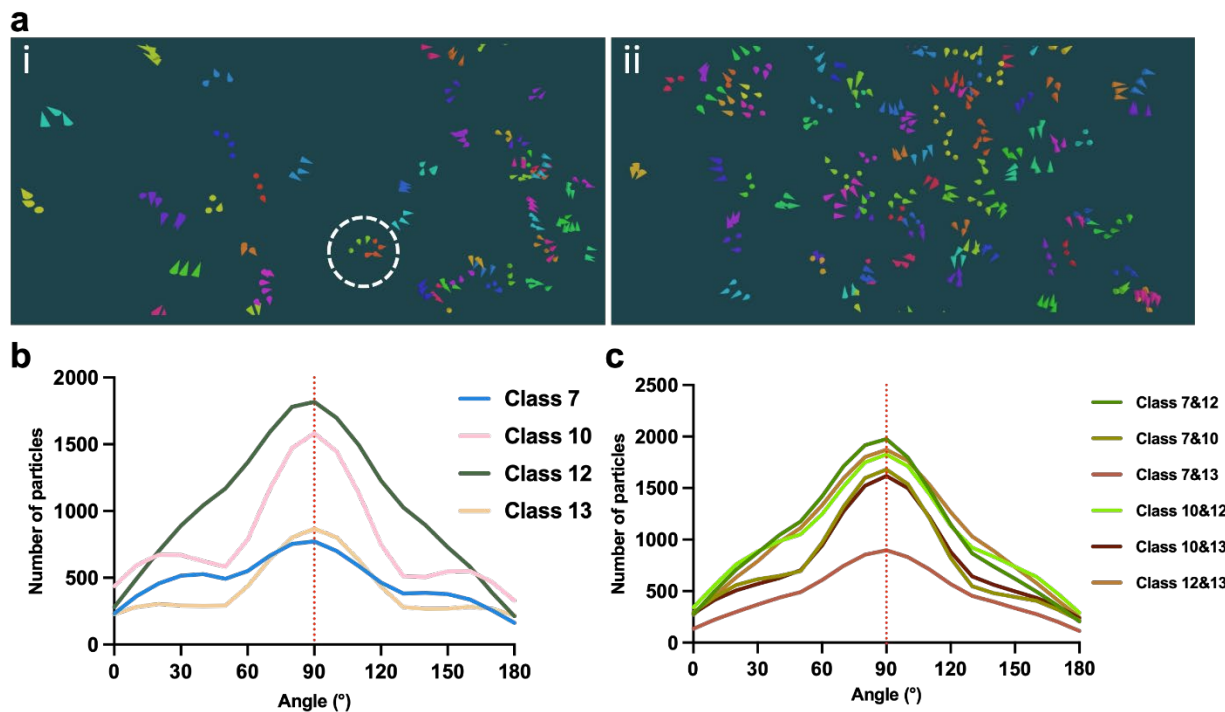 a
i
ii
b
2000
1500
1000
500
0
Number of particles
0 30 60 90 120 150 180
Angle (°)
Class 7
Class 10
Class 12
Class 13
c
2500
2000
1500
1000
500
0
Number of particles
0 30 60 90 120 150 180
Angle (°)
Class 7&12
Class 7&10
Class 7&13
Class 10&12
Class 10&13
Class 12&13